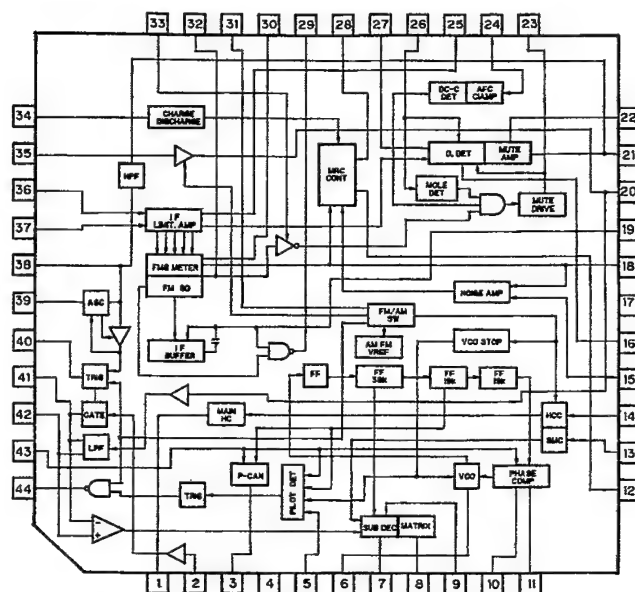 32 31 30 28 27 26 25 24
33 29 23
34 CHARGE DISCHARGE
DC-C DET AFC CLAMP
22
35
MRC CONT
Q. DET MUTE AMP
21
HPF
MOLE DET
20
36
IF LIMIT. AMP
MUTE DRIVE
37
19
38
FMS METER
18
FM SD
39
ASC
NOISE AMP
17
FM/AM SW
40
IF BUFFER
AM FM VREF
VCO STOP
16
TRIG
41
FF
FF 38k
FF 19k
FF 19k
15
GATE
42
MAIN HC
HCC
14
LPF
SNC
43
13
P-CAN
PILOT DET
VCO
PHASE COMP
44
TRIG
12
SUB DEC MATRIX
1 2 3 4 5 6 7 8 9 10 11